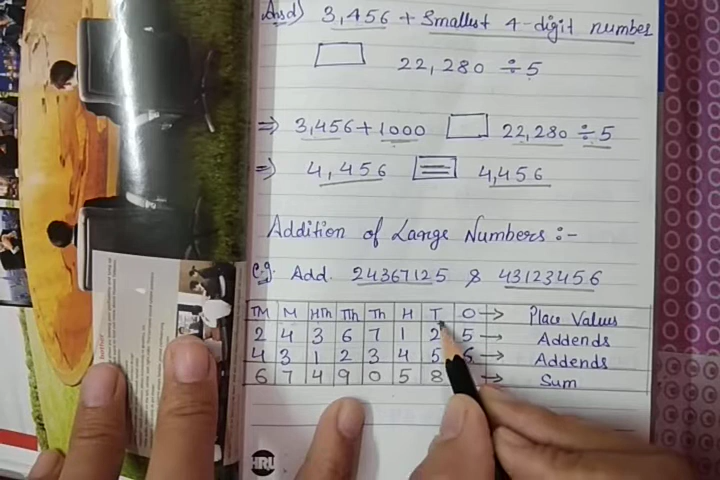 Ans d) 3,456 + Smallest 4-digit number
22,280 ÷ 5
⇒ 3,456 + 1000 22,280 ÷ 5
⇒ 4,456 = 4,456
Addition of Large Numbers :-
e.g. Add 24367125 & 43123456
TM M HTh Th Th H T O → Place Values
2 4 3 6 7 1 2 5 → Addends
4 3 1 2 3 4 5 6 → Addends
6 7 4 9 0 5 8 → Sum
HRL